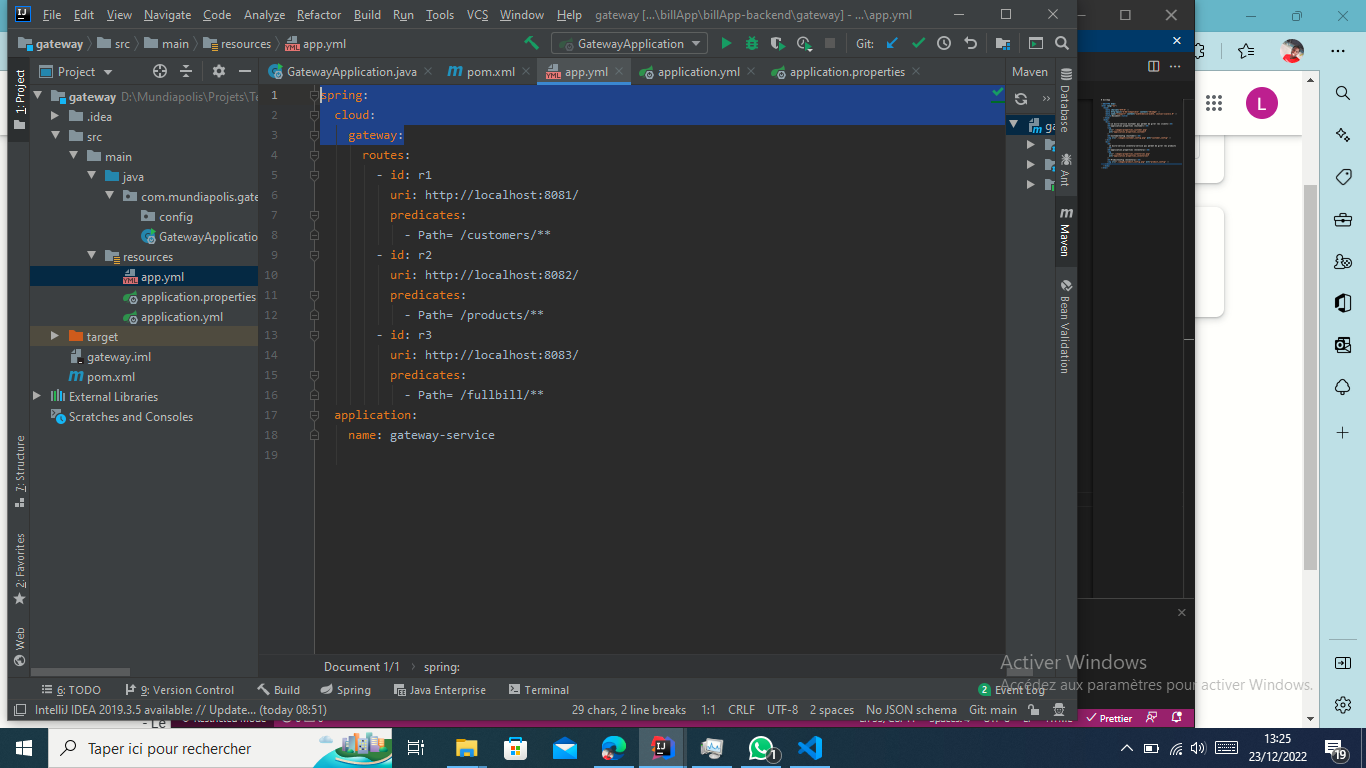 File Edit View Navigate Code Analyze Refactor Build Run Tools VCS Window Help gateway [...\billApp\billApp-backend\gateway] - ...\app.yml
gateway src main resources app.yml GatewayApplication Git:
1: Project
Project
GatewayApplication.java pom.xml app.yml application.yml application.properties Maven
gateway D:\Mundiapolis\Projets\Te
.idea
src
main
java
com.mundiapolis.gate
config
GatewayApplicatio
resources
app.yml
application.properties
application.yml
target
gateway.iml
pom.xml
External Libraries
Scratches and Consoles
1 spring:
2 cloud:
3 gateway:
4 routes:
5 - id: r1
6 uri: http://localhost:8081/
7 predicates:
8 - Path= /customers/**
9 - id: r2
10 uri: http://localhost:8082/
11 predicates:
12 - Path= /products/**
13 - id: r3
14 uri: http://localhost:8083/
15 predicates:
16 - Path= /fullbill/**
17 application:
18 name: gateway-service
19
ga
Database
Ant
Maven
Bean Validation
L
7: Structure
2: Favorites
Web
Document 1/1 spring:
6: TODO 9: Version Control Build Spring Java Enterprise Terminal 2 Event Log
Activer Windows
Accédez aux paramètres pour activer Windows.
IntelliJ IDEA 2019.3.5 available: // Update... (today 08:51) 29 chars, 2 line breaks 1:1 CRLF UTF-8 2 spaces No JSON schema Git: main
Prettier
Taper ici pour rechercher
1
13:25
23/12/2022
19